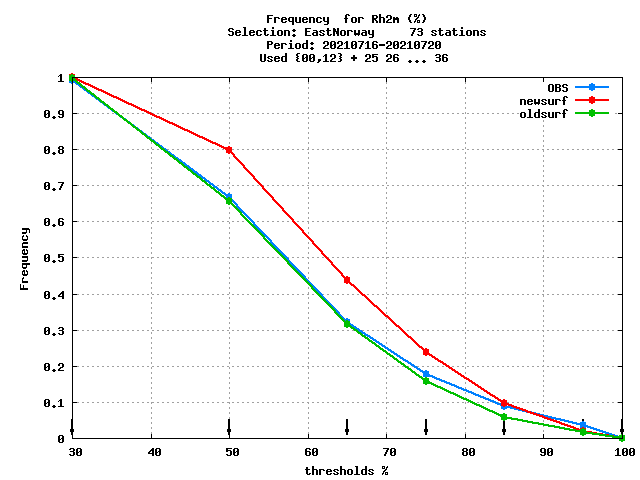 Frequency  for Rh2m (%)
Selection: EastNorway     73 stations
Period: 20210716-20210720
Used {00,12} + 25 26 ... 36
OBS
newsurf
oldsurf
1
0.9
0.8
0.7
0.6
0.5
0.4
0.3
0.2
0.1
0
Frequency
30 40 50 60 70 80 90 100
thresholds %